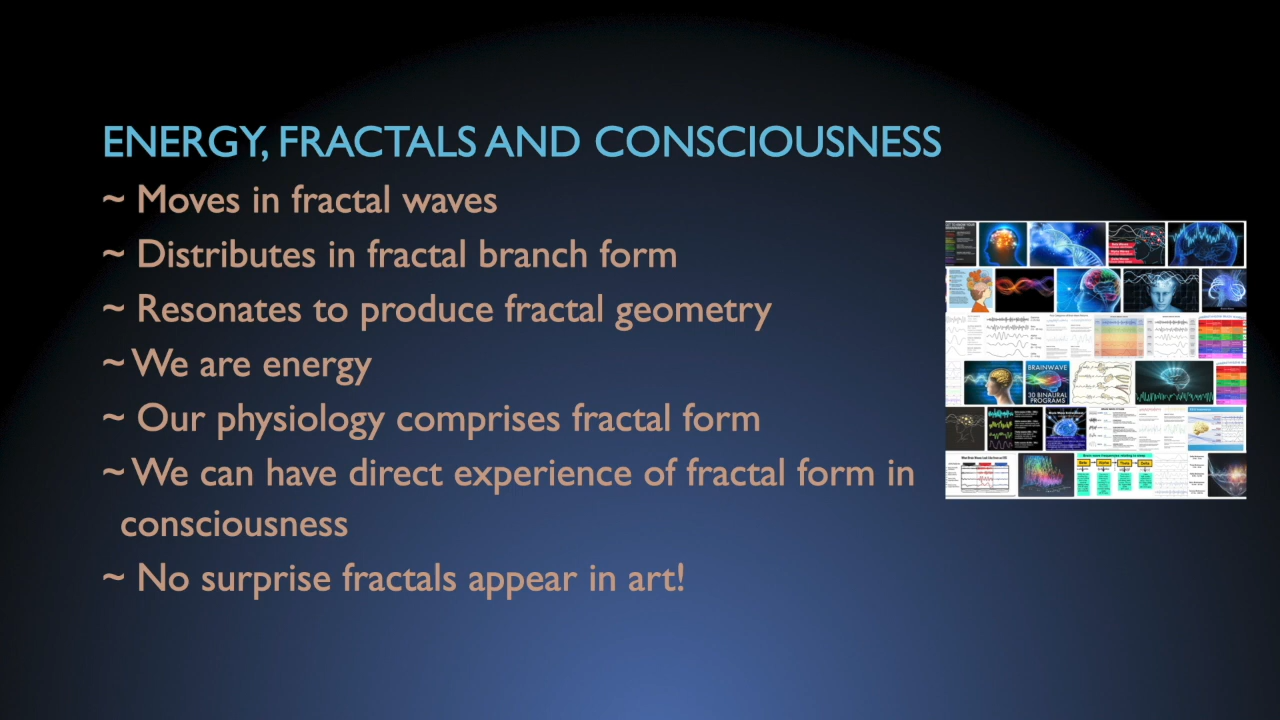 ENERGY, FRACTALS AND CONSCIOUSNESS
~ Moves in fractal waves
~ Distributes in fractal branch form
~ Resonates to produce fractal geometry
~ We are energy
~ Our physiology comprises fractal form
~ We can have direct experience of fractal form in
consciousness
~ No surprise fractals appear in art!
BRAINWAVE
30 BINAURAL
PROGRAMS